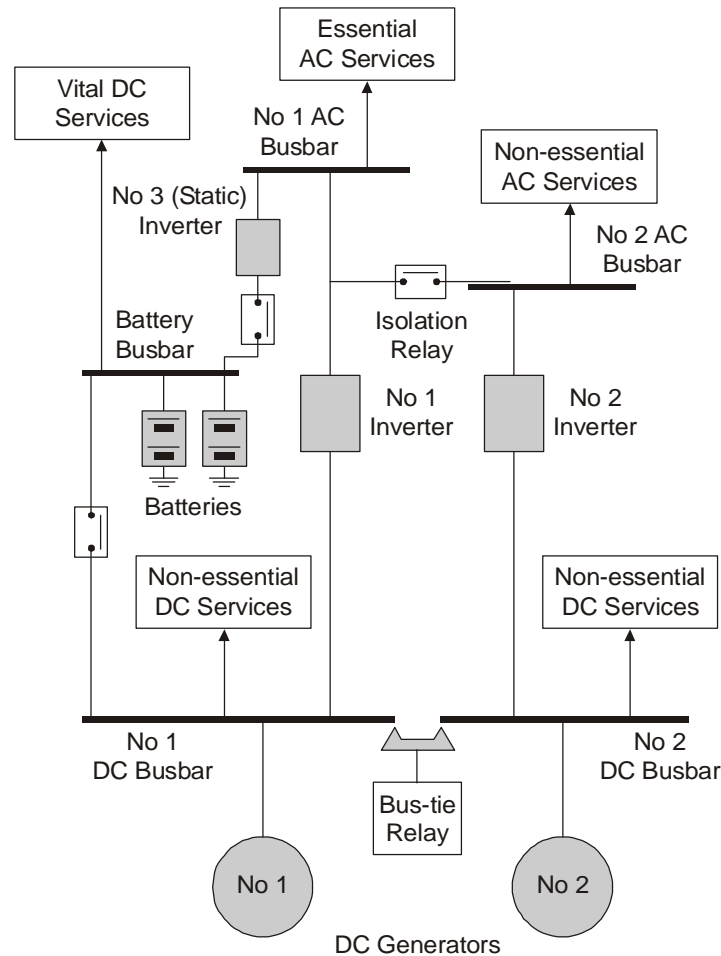 Essential
AC Services
Vital DC
Services
No 1 AC
Busbar
Non-essential
AC Services
No 3 (Static)
Inverter
No 2 AC
Busbar
Battery
Busbar
Isolation
Relay
No 1
Inverter
No 2
Inverter
Batteries
Non-essential
DC Services
Non-essential
DC Services
No 1
DC Busbar
No 2
DC Busbar
Bus-tie
Relay
No 1
No 2
DC Generators